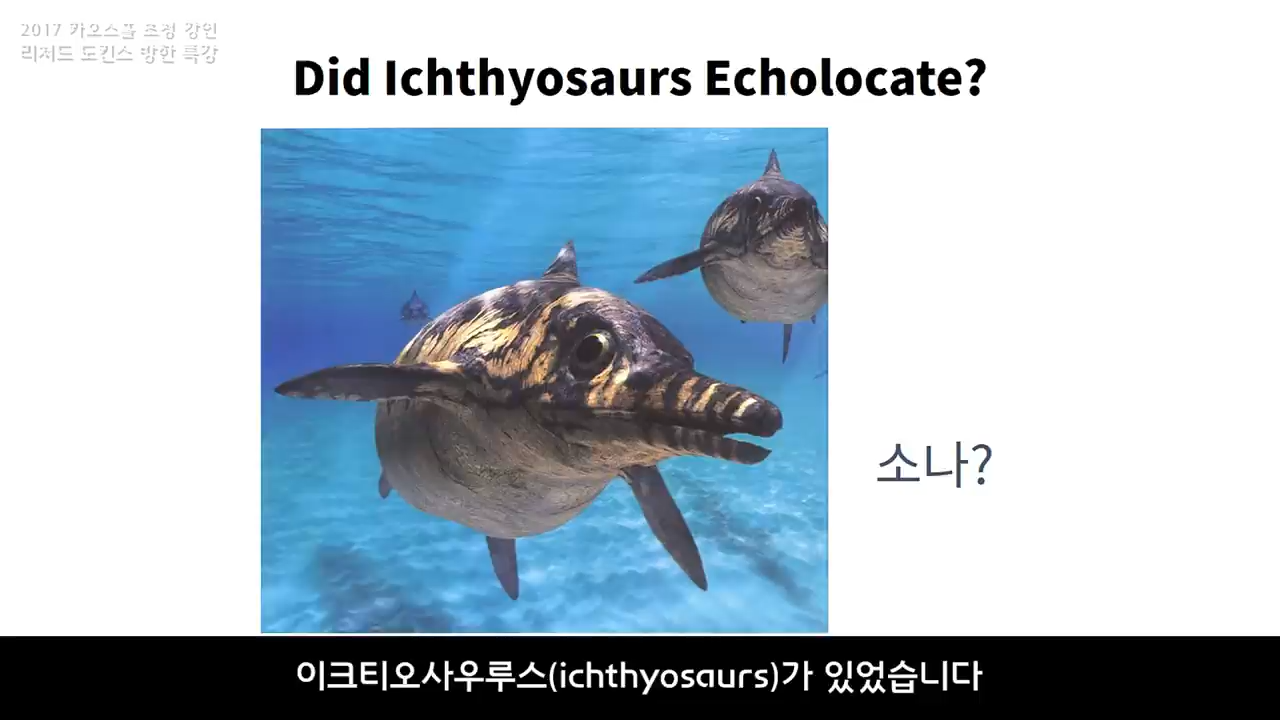 2017 카오스홀 초청 강연
리처드 도킨스 방한 특강
Did Ichthyosaurs Echolocate?
소나?
이크티오사우루스(ichthyosaurs)가 있었습니다